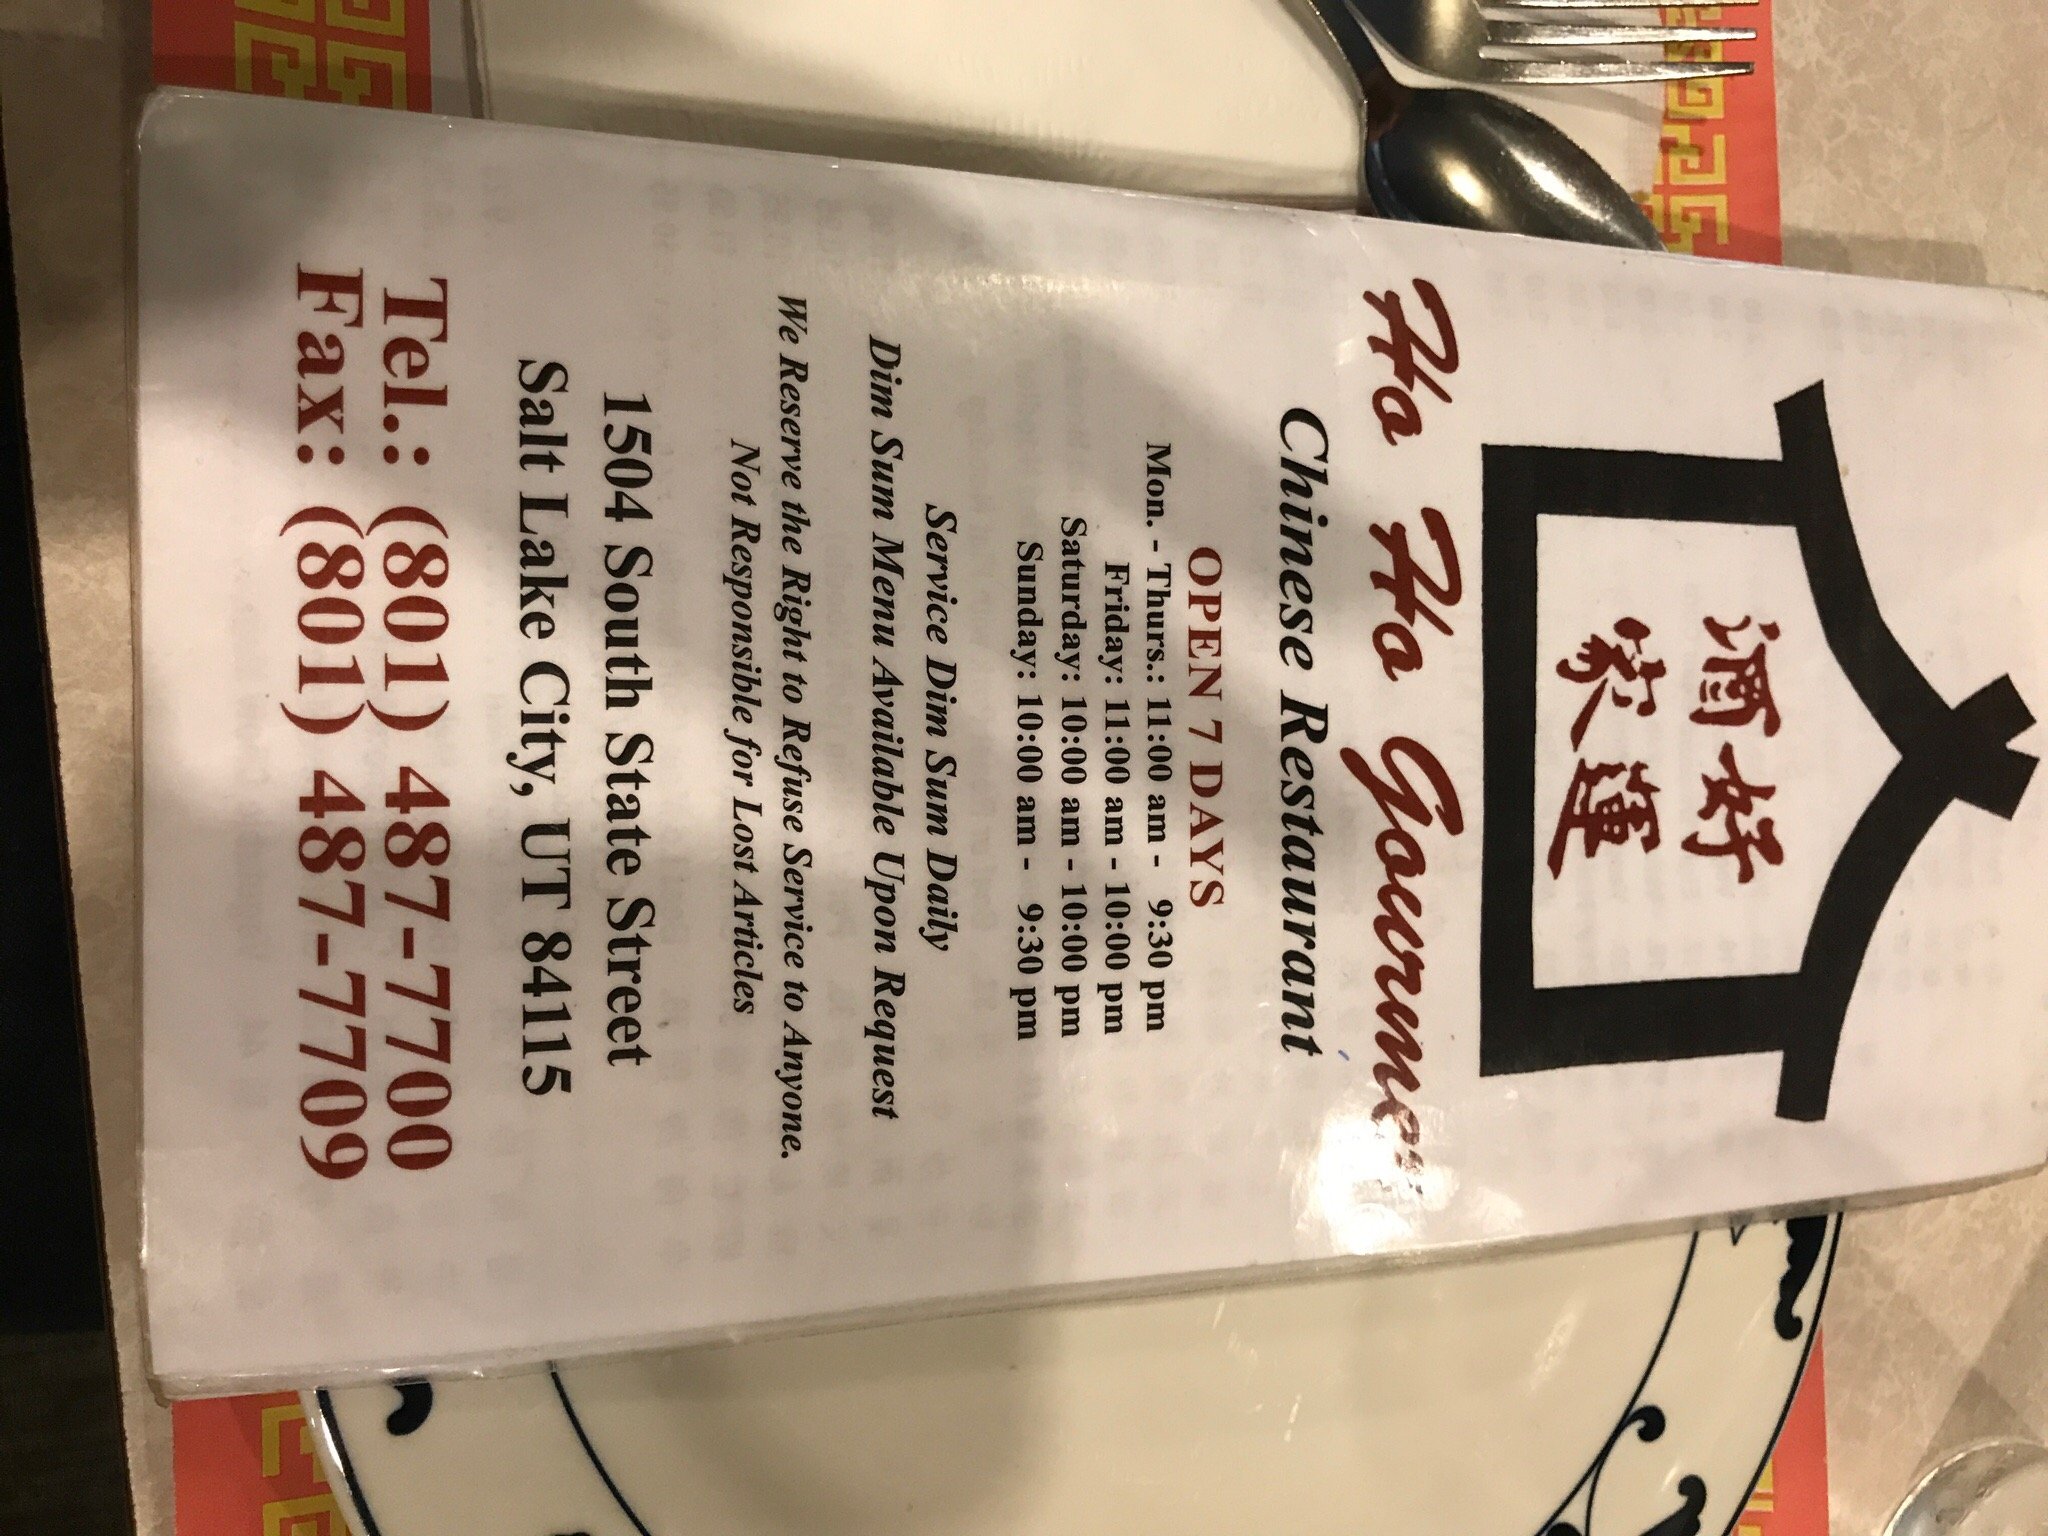 好運
酒家
Ho Ho Gourmet
Chinese Restaurant
OPEN 7 DAYS
Mon. - Thurs.: 11:00 am - 9:30 pm
Friday: 11:00 am - 10:00 pm
Saturday: 10:00 am - 10:00 pm
Sunday: 10:00 am - 9:30 pm
Service Dim Sum Daily
Dim Sum Menu Available Upon Request
We Reserve the Right to Refuse Service to Anyone.
Not Responsible for Lost Articles
1504 South State Street
Salt Lake City, UT 84115
Tel.: (801) 487-7700
Fax: (801) 487-7709